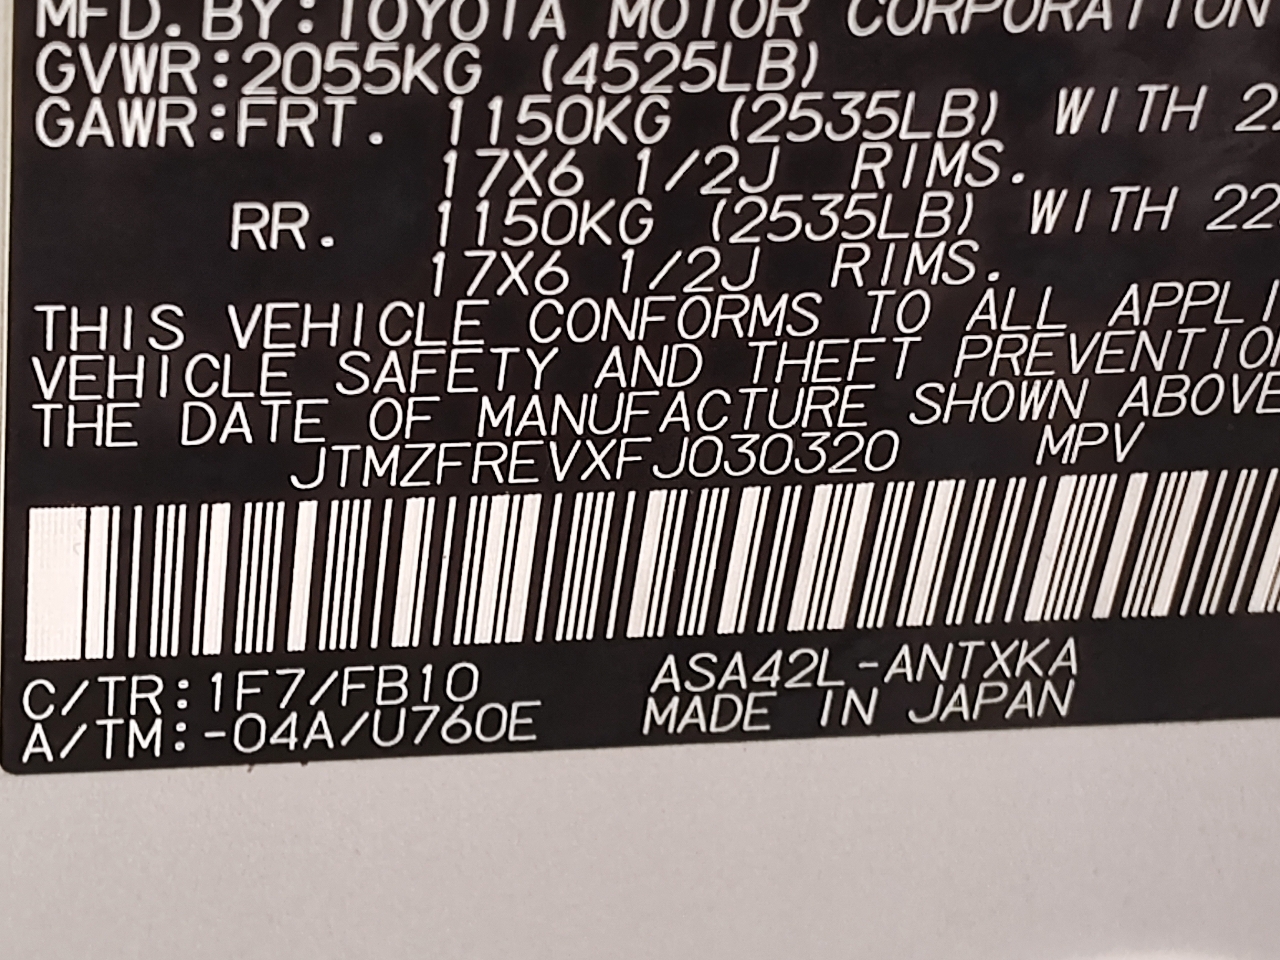 MFD. BY: TOYOTA MOTOR CORPORATION
GVWR: 2055KG (4525LB)
GAWR: FRT. 1150KG (2535LB) WITH
17X6 1/2J RIMS.
RR. 1150KG (2535LB) WITH
17X6 1/2J RIMS.
THIS VEHICLE CONFORMS TO ALL
VEHICLE SAFETY AND THEFT PREVENTION
THE DATE OF MANUFACTURE SHOWN ABOVE
JTMZFREVXFJ030320 MPV
C/TR: 1F7/FB10 ASA42L-ANTXKA
A/TM: -04A/U760E MADE IN JAPAN